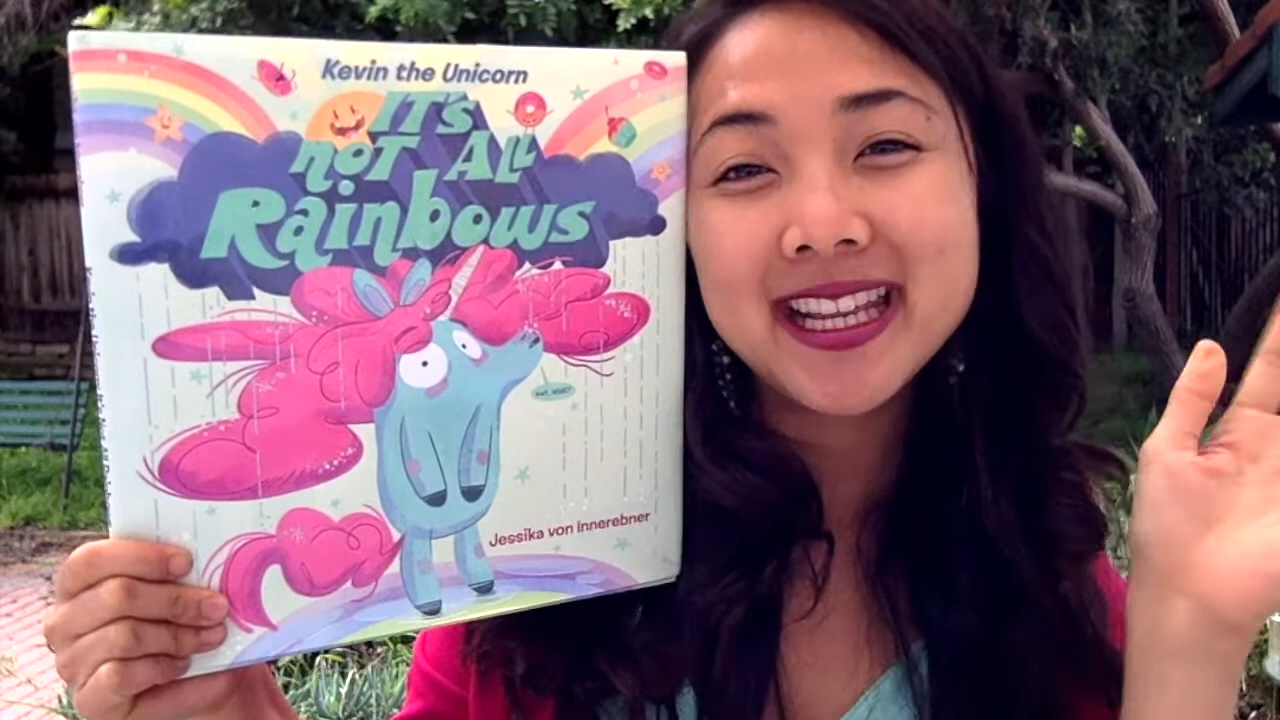 Kevin the Unicorn
IT's
noT All
Rainbows
Jessika von Innerebner